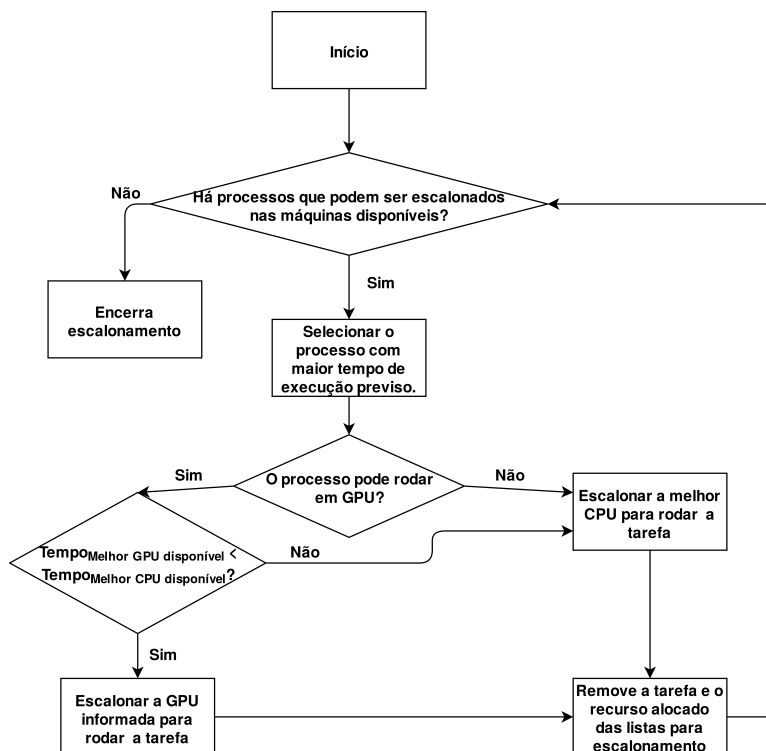 Início
Não
Há processos que podem ser escalonados
nas máquinas disponíveis?
Sim
Encerra
escalonamento
Selecionar o
processo com
maior tempo de
execução previso.
Sim
O processo pode rodar
em GPU?
Não
Escalonar a melhor
CPU para rodar a
tarefa
TempoMelhor GPU disponível <
TempoMelhor CPU disponível?
Não
Sim
Escalonar a GPU
informada para
rodar a tarefa
Remove a tarefa e o
recurso alocado
das listas para
escalonamento